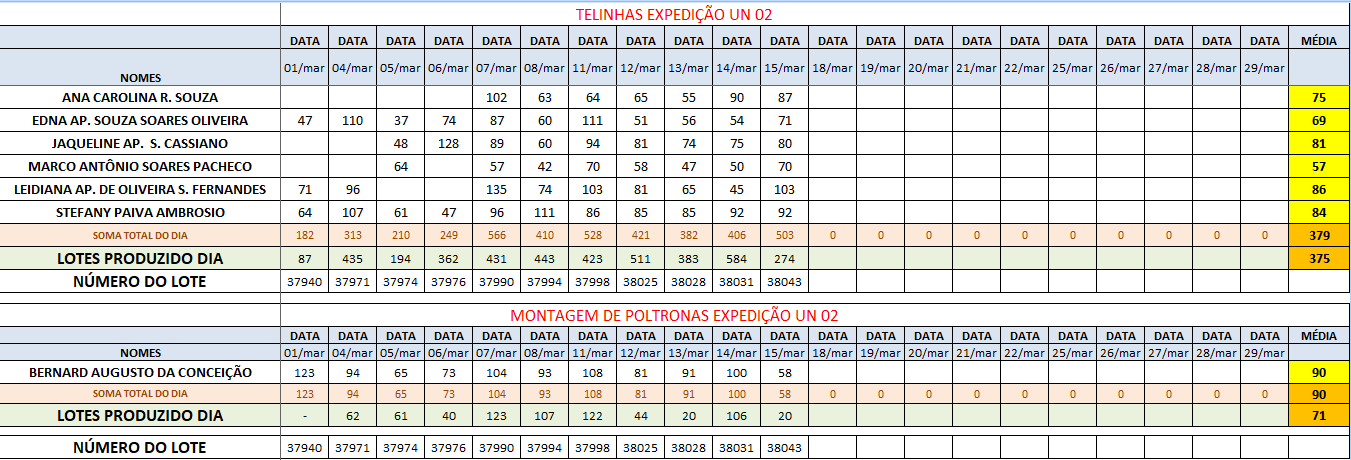 TELINHAS EXPEDIÇÃO UN 02
DATA DATA DATA DATA DATA DATA DATA DATA DATA DATA DATA DATA DATA DATA DATA DATA DATA DATA DATA DATA DATA MÉDIA
NOMES 01/mar 04/mar 05/mar 06/mar 07/mar 08/mar 11/mar 12/mar 13/mar 14/mar 15/mar 18/mar 19/mar 20/mar 21/mar 22/mar 25/mar 26/mar 27/mar 28/mar 29/mar
ANA CAROLINA R. SOUZA 102 63 64 65 55 90 87 75
EDNA AP. SOUZA SOARES OLIVEIRA 47 110 37 74 87 60 111 51 56 54 71 69
JAQUELINE AP. S. CASSIANO 48 128 89 60 94 81 74 75 80 81
MARCO ANTÔNIO SOARES PACHECO 64 57 42 70 58 47 50 70 57
LEIDIANA AP. DE OLIVEIRA S. FERNANDES 71 96 135 74 103 81 65 45 103 86
STEFANY PAIVA AMBROSIO 64 107 61 47 96 111 86 85 85 92 92 84
SOMA TOTAL DO DIA 182 313 210 249 566 410 528 421 382 406 503 0 0 0 0 0 0 0 0 0 0 379
LOTES PRODUZIDO DIA 87 435 194 362 431 443 423 511 383 584 274 375
NÚMERO DO LOTE 37940 37971 37974 37976 37990 37994 37998 38025 38028 38031 38043
MONTAGEM DE POLTRONAS EXPEDIÇÃO UN 02
DATA DATA DATA DATA DATA DATA DATA DATA DATA DATA DATA DATA DATA DATA DATA DATA DATA DATA DATA DATA DATA MÉDIA
NOMES 01/mar 04/mar 05/mar 06/mar 07/mar 08/mar 11/mar 12/mar 13/mar 14/mar 15/mar 18/mar 19/mar 20/mar 21/mar 22/mar 25/mar 26/mar 27/mar 28/mar 29/mar
BERNARD AUGUSTO DA CONCEIÇÃO 123 94 65 73 104 93 108 81 91 100 58 90
SOMA TOTAL DO DIA 123 94 65 73 104 93 108 81 91 100 58 0 0 0 0 0 0 0 0 0 0 90
LOTES PRODUZIDO DIA - 62 61 40 123 107 122 44 20 106 20 71
NÚMERO DO LOTE 37940 37971 37974 37976 37990 37994 37998 38025 38028 38031 38043